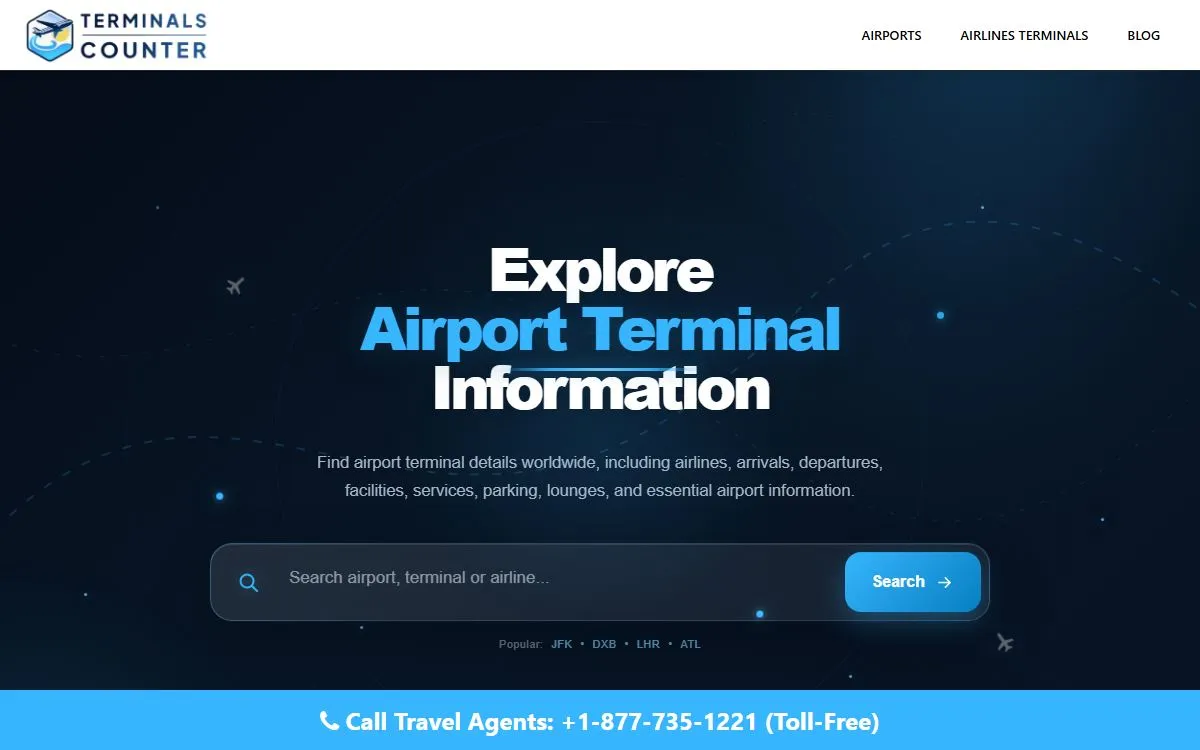 TERMINALS
COUNTER
AIRPORTS
AIRLINES TERMINALS
BLOG
Explore
Airport Terminal
Information
Find airport terminal details worldwide, including airlines, arrivals, departures,
facilities, services, parking, lounges, and essential airport information.
Search airport, terminal or airline...
Search →
Popular: JFK • DXB • LHR • ATL
Call Travel Agents: +1-877-735-1221 (Toll-Free)